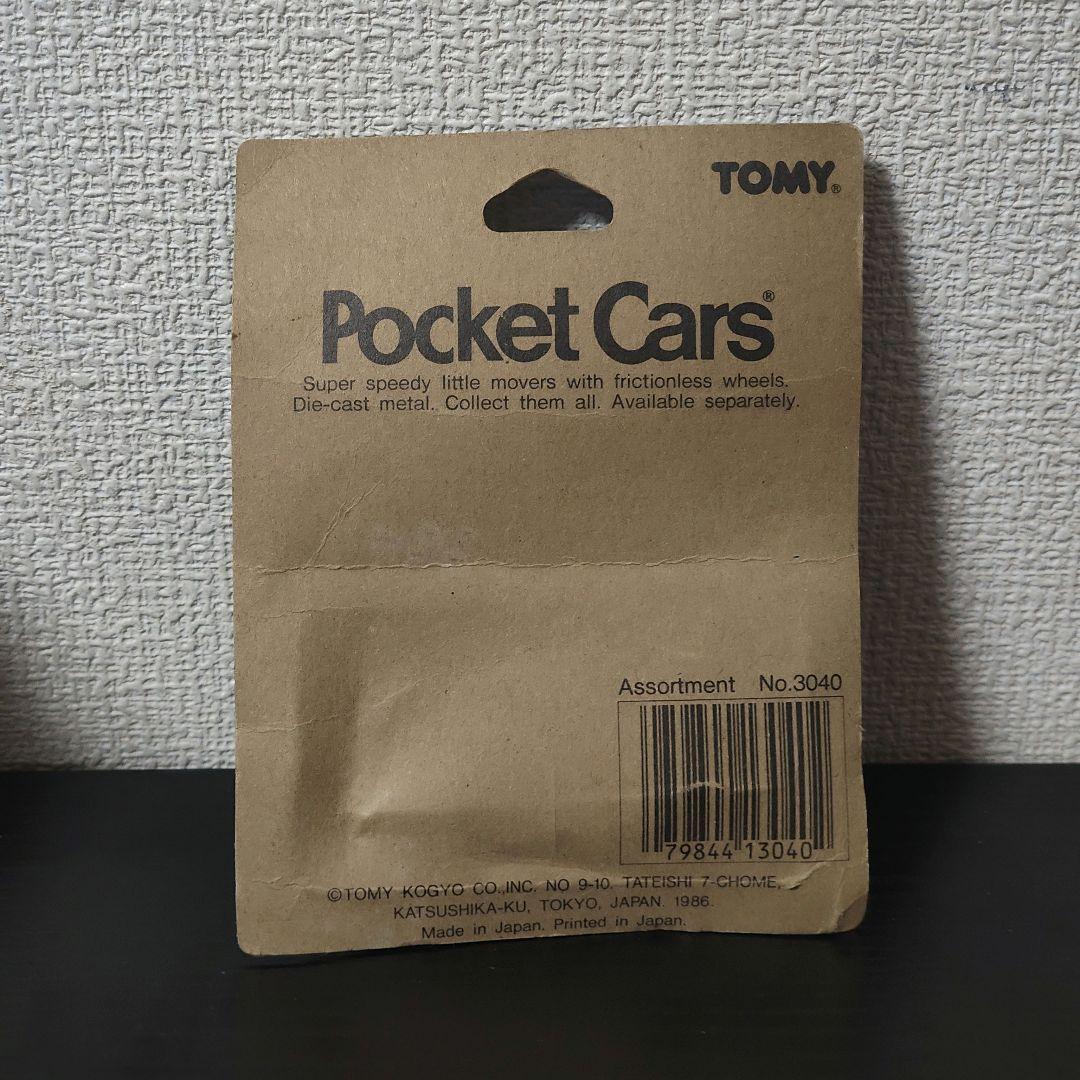 TOMY®
Pocket Cars®
Super speedy little movers with frictionless wheels.
Die-cast metal. Collect them all. Available separately.
Assortment No.3040
79844 13040
©TOMY KOGYO CO.,INC. NO 9-10. TATEISHI 7-CHOME,
KATSUSHIKA-KU, TOKYO, JAPAN. 1986.
Made in Japan. Printed in Japan.